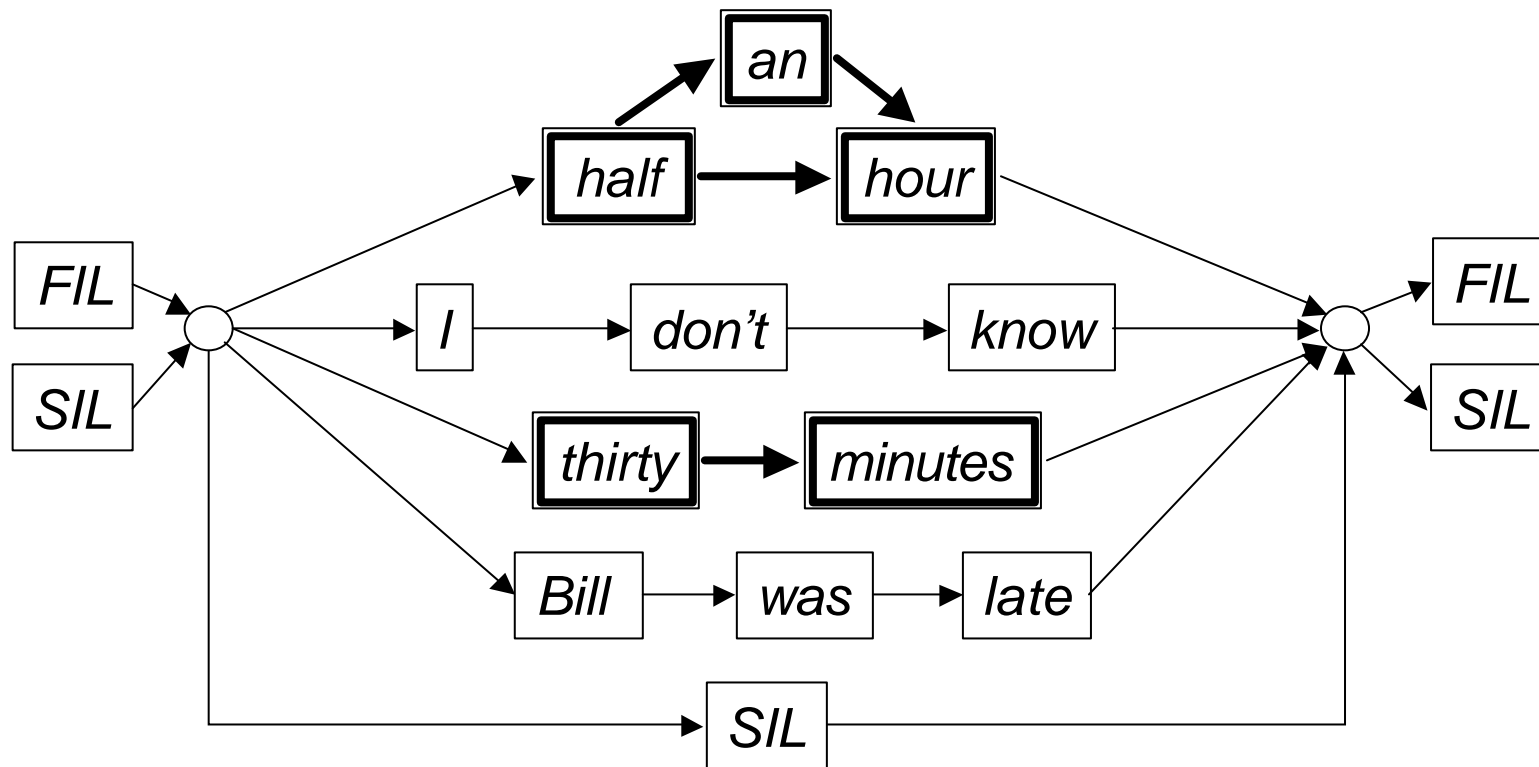 an
half hour
FIL FIL
I don't know
SIL SIL
thirty minutes
Bill was late
SIL